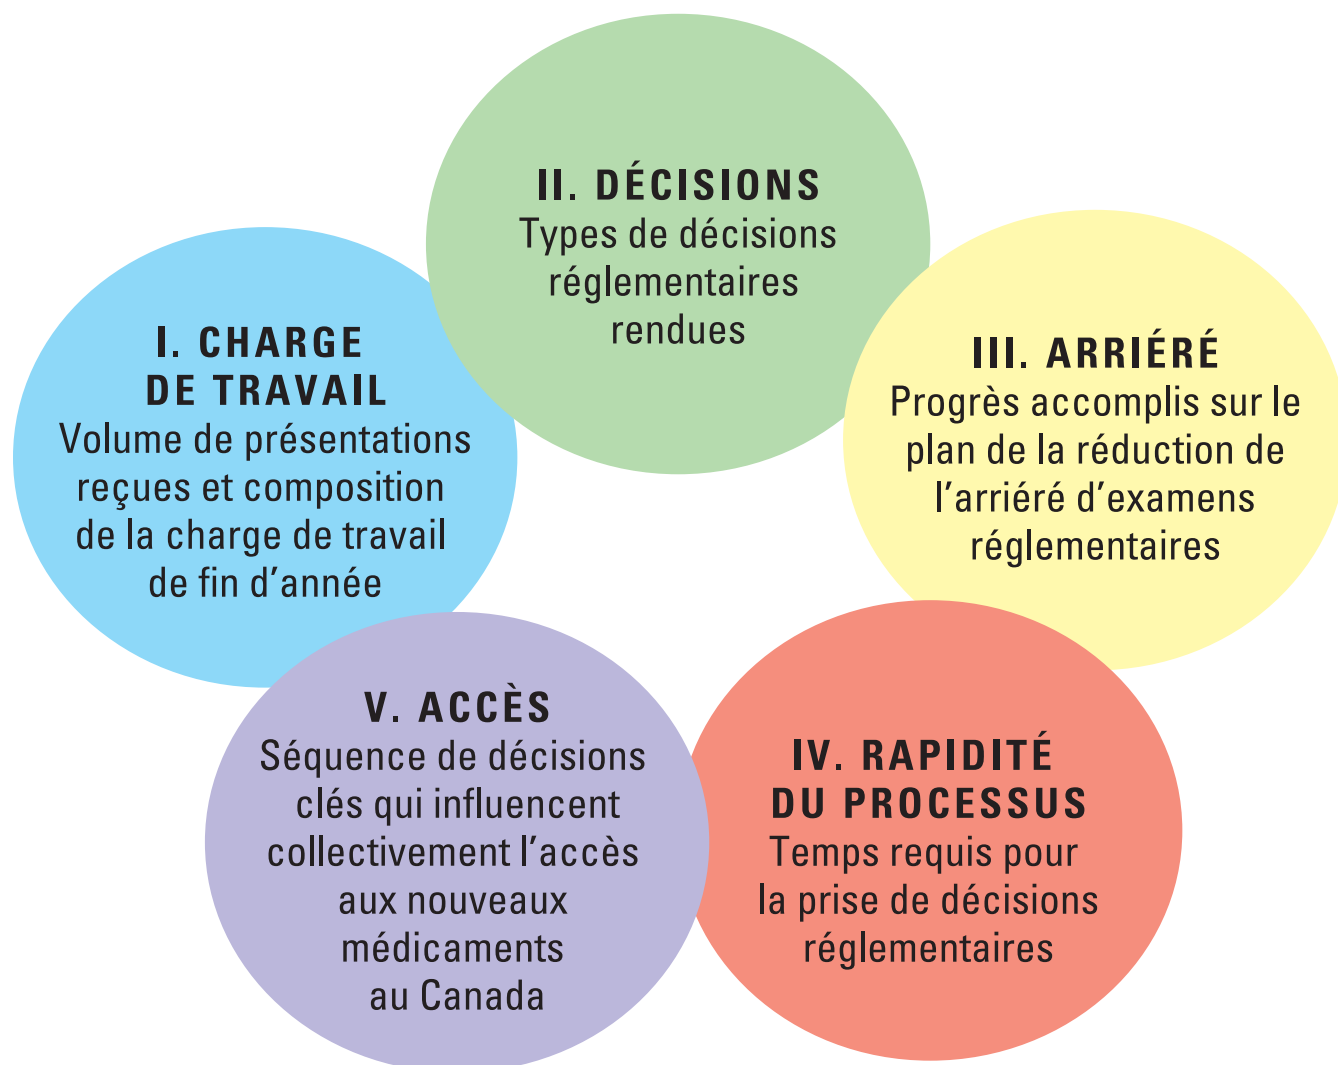 I. CHARGE
DE TRAVAIL
Volume de présentations
reçues et composition
de la charge de travail
de fin d’année
II. DÉCISIONS
Types de décisions
réglementaires
rendues
III. ARRIÉRÉ
Progrès accomplis sur le
plan de la réduction de
l’arriéré d’examens
réglementaires
IV. RAPIDITÉ
DU PROCESSUS
Temps requis pour
la prise de décisions
réglementaires
V. ACCÈS
Séquence de décisions
clés qui influencent
collectivement l’accès
aux nouveaux
médicaments
au Canada